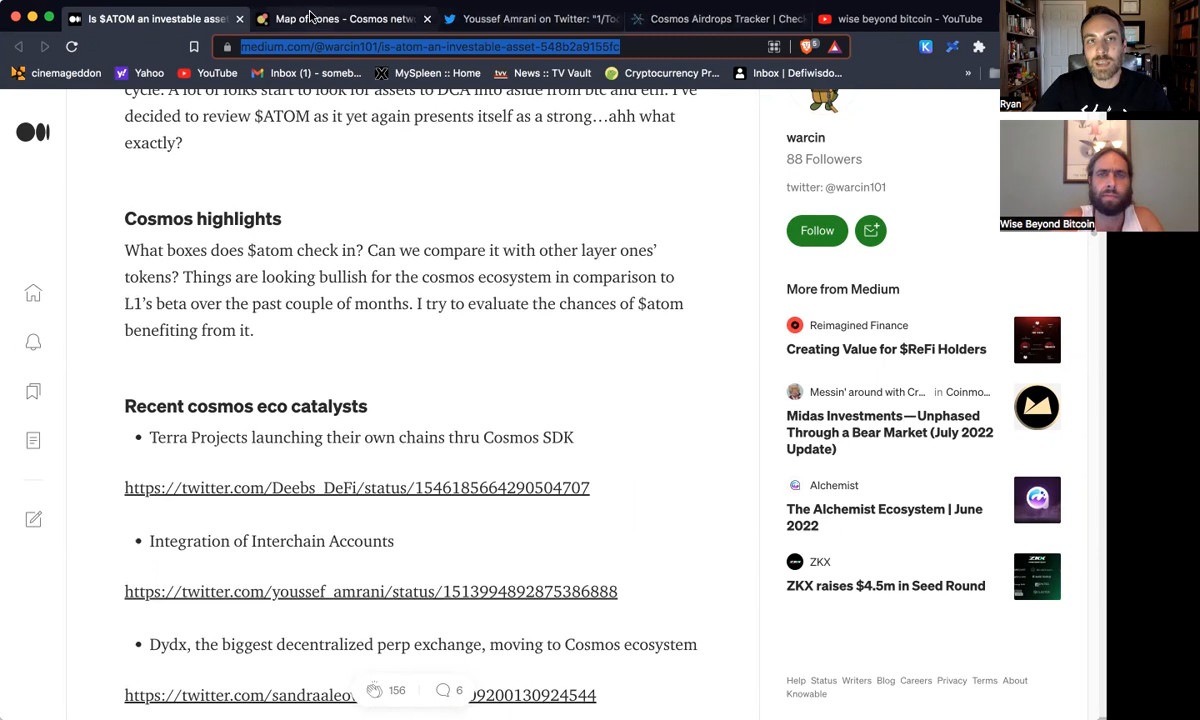 Is $ATOM an investable asse
Map of
ones - Cosmos netw
Youssef Amrani on Twitter: "1/To
Cosmos Airdrops Tracker | Chec
wise beyond bitcoin - YouTube
medium.com/@warcin101/is-atom-an-investable-asset-548b2a9155fc
cinemageddon
Yahoo
YouTube
Inbox (1) - someb...
MySpleen :: Home
News :: TV Vault
Cryptocurrency Pr...
Inbox | Defiwisdo...
»
Ryan
Wise Beyond Bitcoin
cycle. A lot of folks start to look for assets to DCA into aside from btc and eth. I've
decided to review $ATOM as it yet again presents itself as a strong…ahh what
exactly?
Cosmos highlights
What boxes does $atom check in? Can we compare it with other layer ones'
tokens? Things are looking bullish for the cosmos ecosystem in comparison to
L1's beta over the past couple of months. I try to evaluate the chances of $atom
benefiting from it.
Recent cosmos eco catalysts
• Terra Projects launching their own chains thru Cosmos SDK
https://twitter.com/Deebs_DeFi/status/1546185664290504707
• Integration of Interchain Accounts
https://twitter.com/youssef_amrani/status/1513994892875386888
• Dydx, the biggest decentralized perp exchange, moving to Cosmos ecosystem
https://twitter.com/sandraaleo
09200130924544
156
6
warcin
88 Followers
twitter: @warcin101
Follow
More from Medium
Reimagined Finance
Creating Value for $ReFi Holders
Messin' around with Cr... in Coinmo...
Midas Investments — Unphased
Through a Bear Market (July 2022
Update)
Alchemist
The Alchemist Ecosystem | June
2022
ZKX
ZKX raises $4.5m in Seed Round
Help Status Writers Blog Careers Privacy Terms About
Knowable